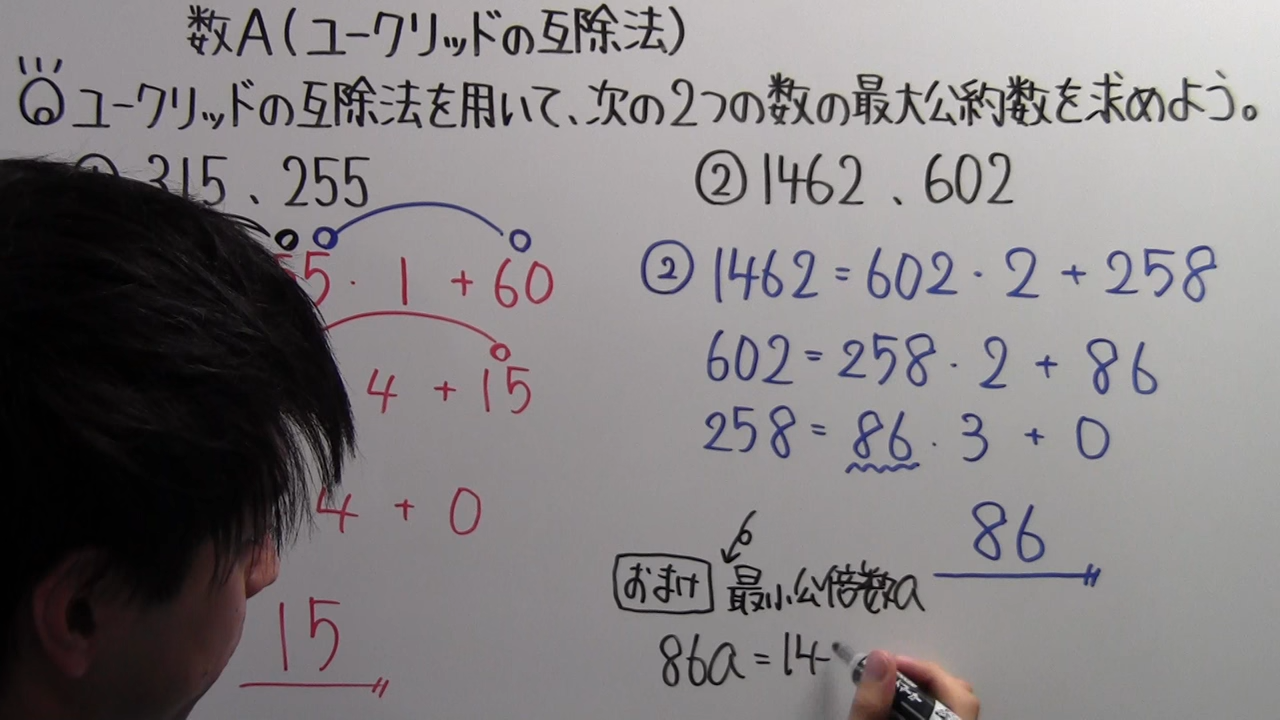 数A(ユークリッドの互除法)
ユークリッドの互除法を用いて、次の2つの数の最大公約数を求めよう。
① 315、255
5・1+60
4+15
4+0
15
② 1462、602
② 1462=602・2+258
602=258・2+86
258=86・3+0
86
6
おまけ 最小公倍数a
86a=14